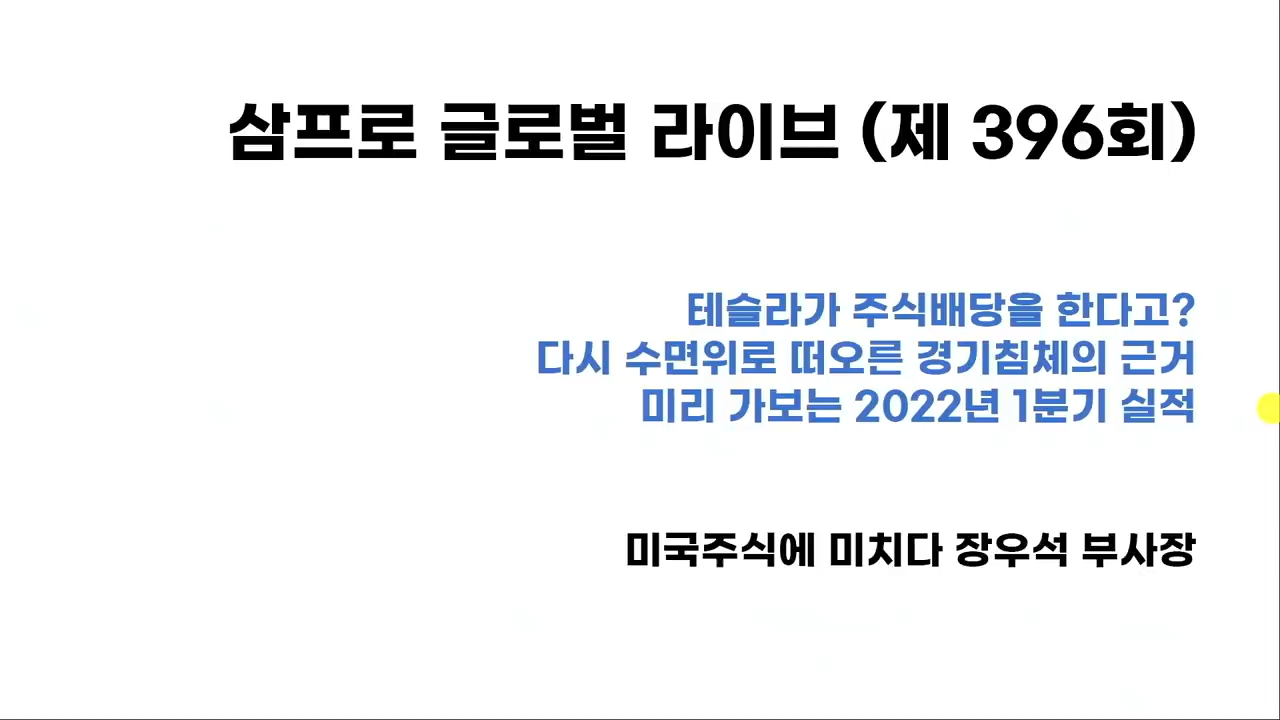 삼프로 글로벌 라이브 (제 396회)
테슬라가 주식배당을 한다고?
다시 수면위로 떠오른 경기침체의 근거
미리 가보는 2022년 1분기 실적
미국주식에 미치다 장우석 부사장